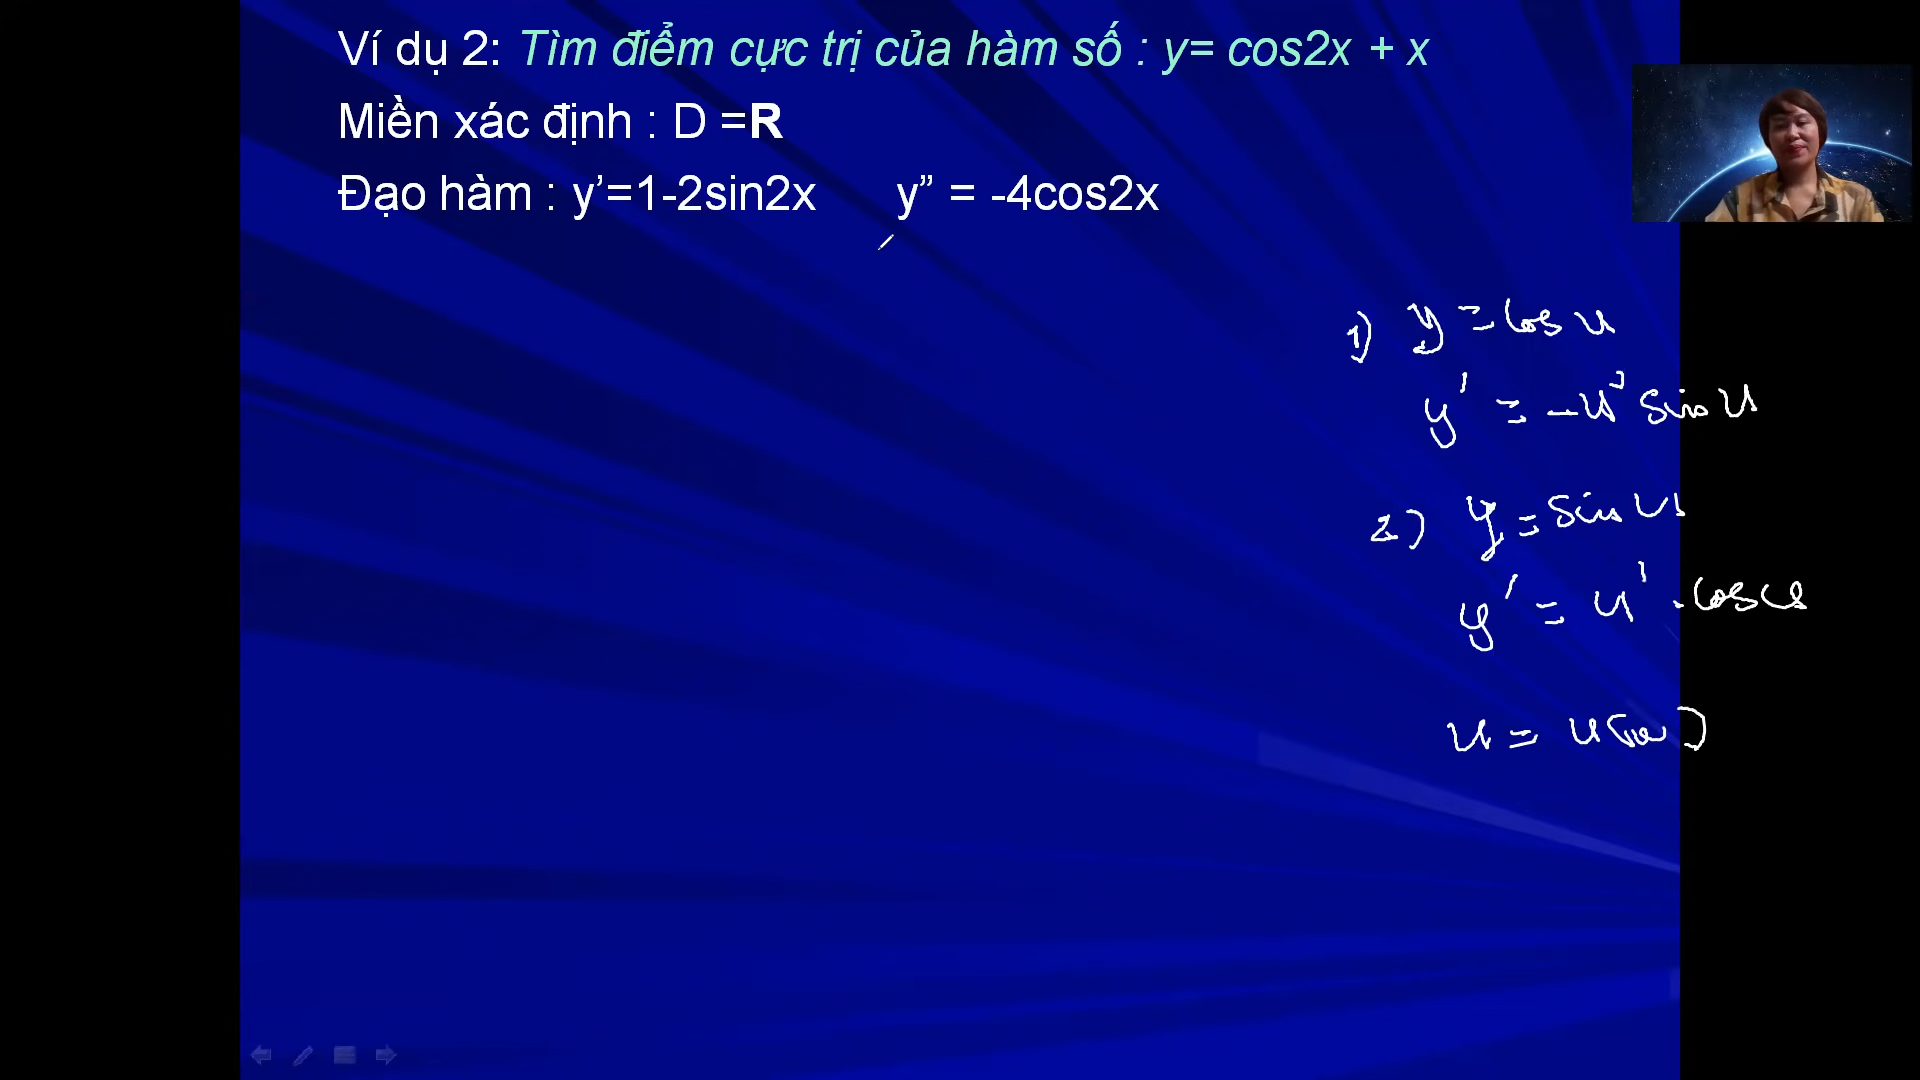 Ví dụ 2: Tìm điểm cực trị của hàm số : y= cos2x + x
Miền xác định : D =R
Đạo hàm : y’=1-2sin2x y” = -4cos2x
1) y = cos u
y' = -u' sin u
2) y = sin u
y' = u' . cos u
u = u(x)